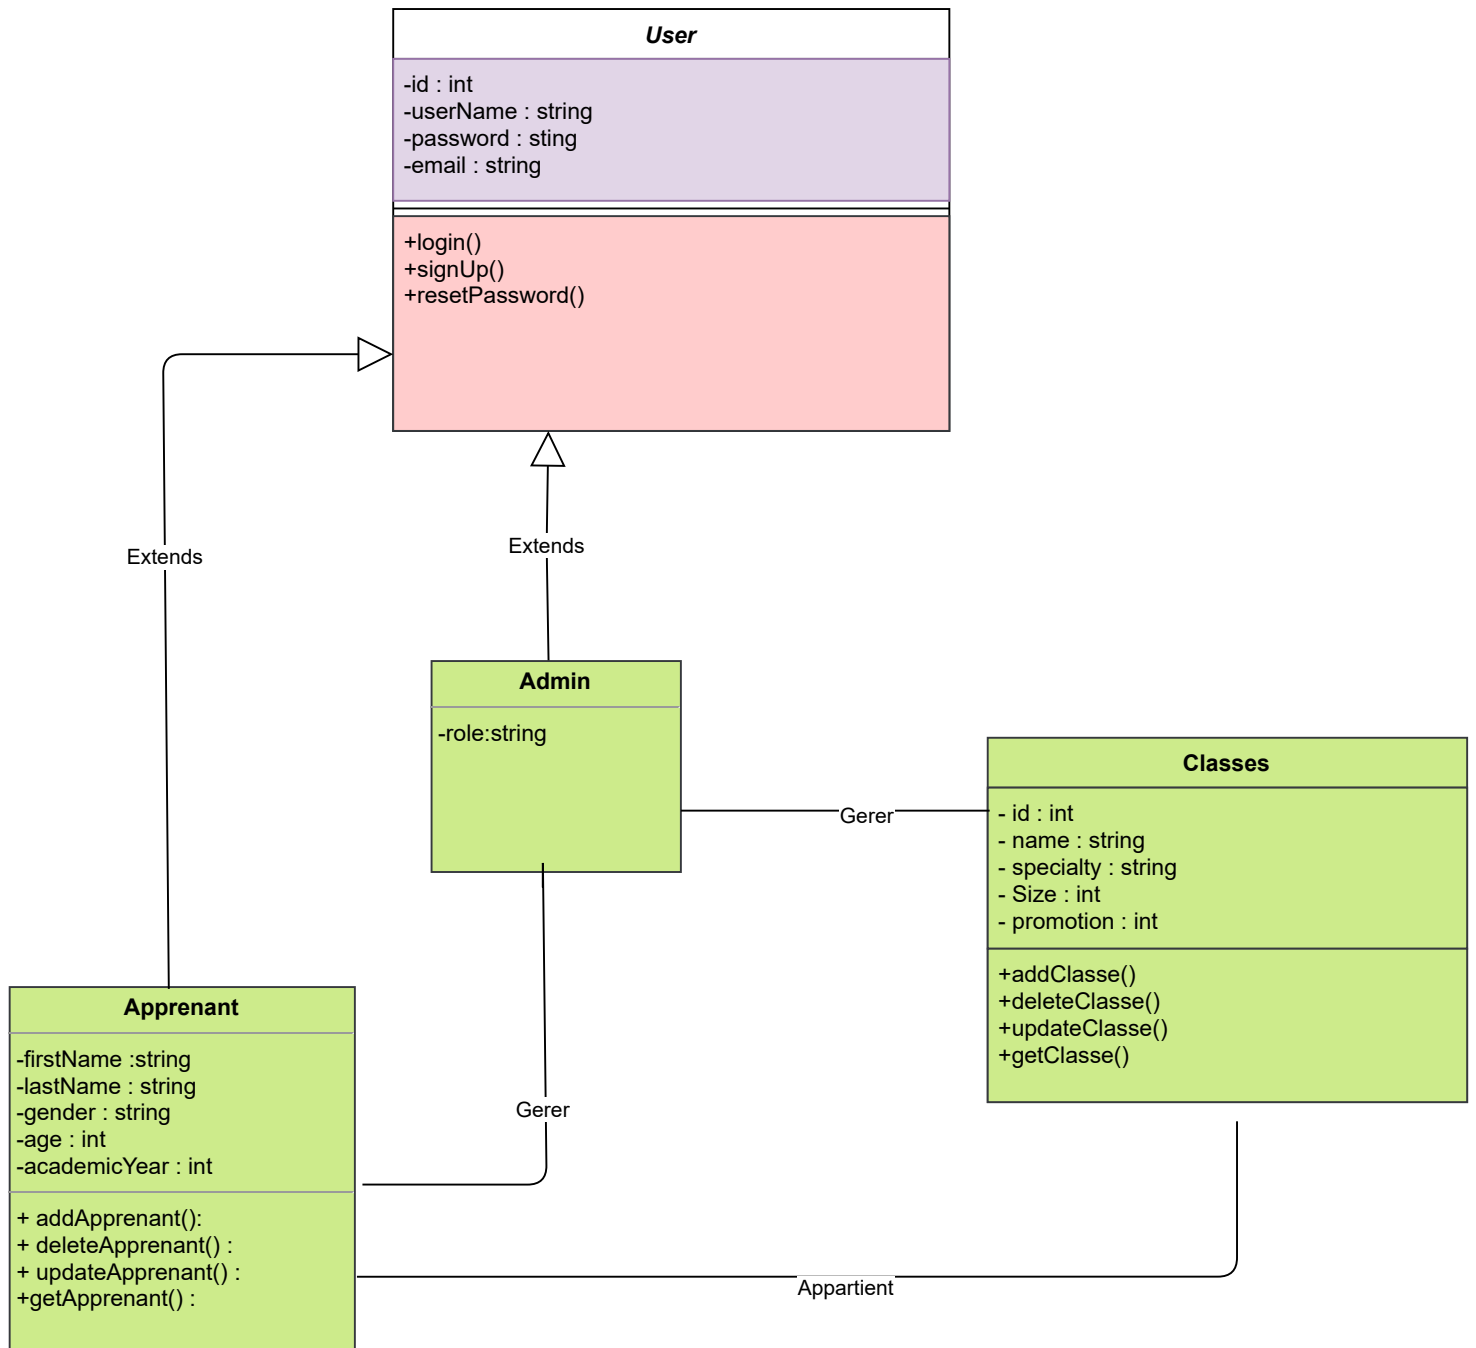 User
-id : int
-userName : string
-password : sting
-email : string
+login()
+signUp()
+resetPassword()
Extends
Extends
Admin
-role:string
Gerer
Classes
- id : int
- name : string
- specialty : string
- Size : int
- promotion : int
+addClasse()
+deleteClasse()
+updateClasse()
+getClasse()
Apprenant
-firstName :string
-lastName : string
-gender : string
-age : int
-academicYear : int
+ addApprenant():
+ deleteApprenant() :
+ updateApprenant() :
+getApprenant() :
Gerer
Appartient